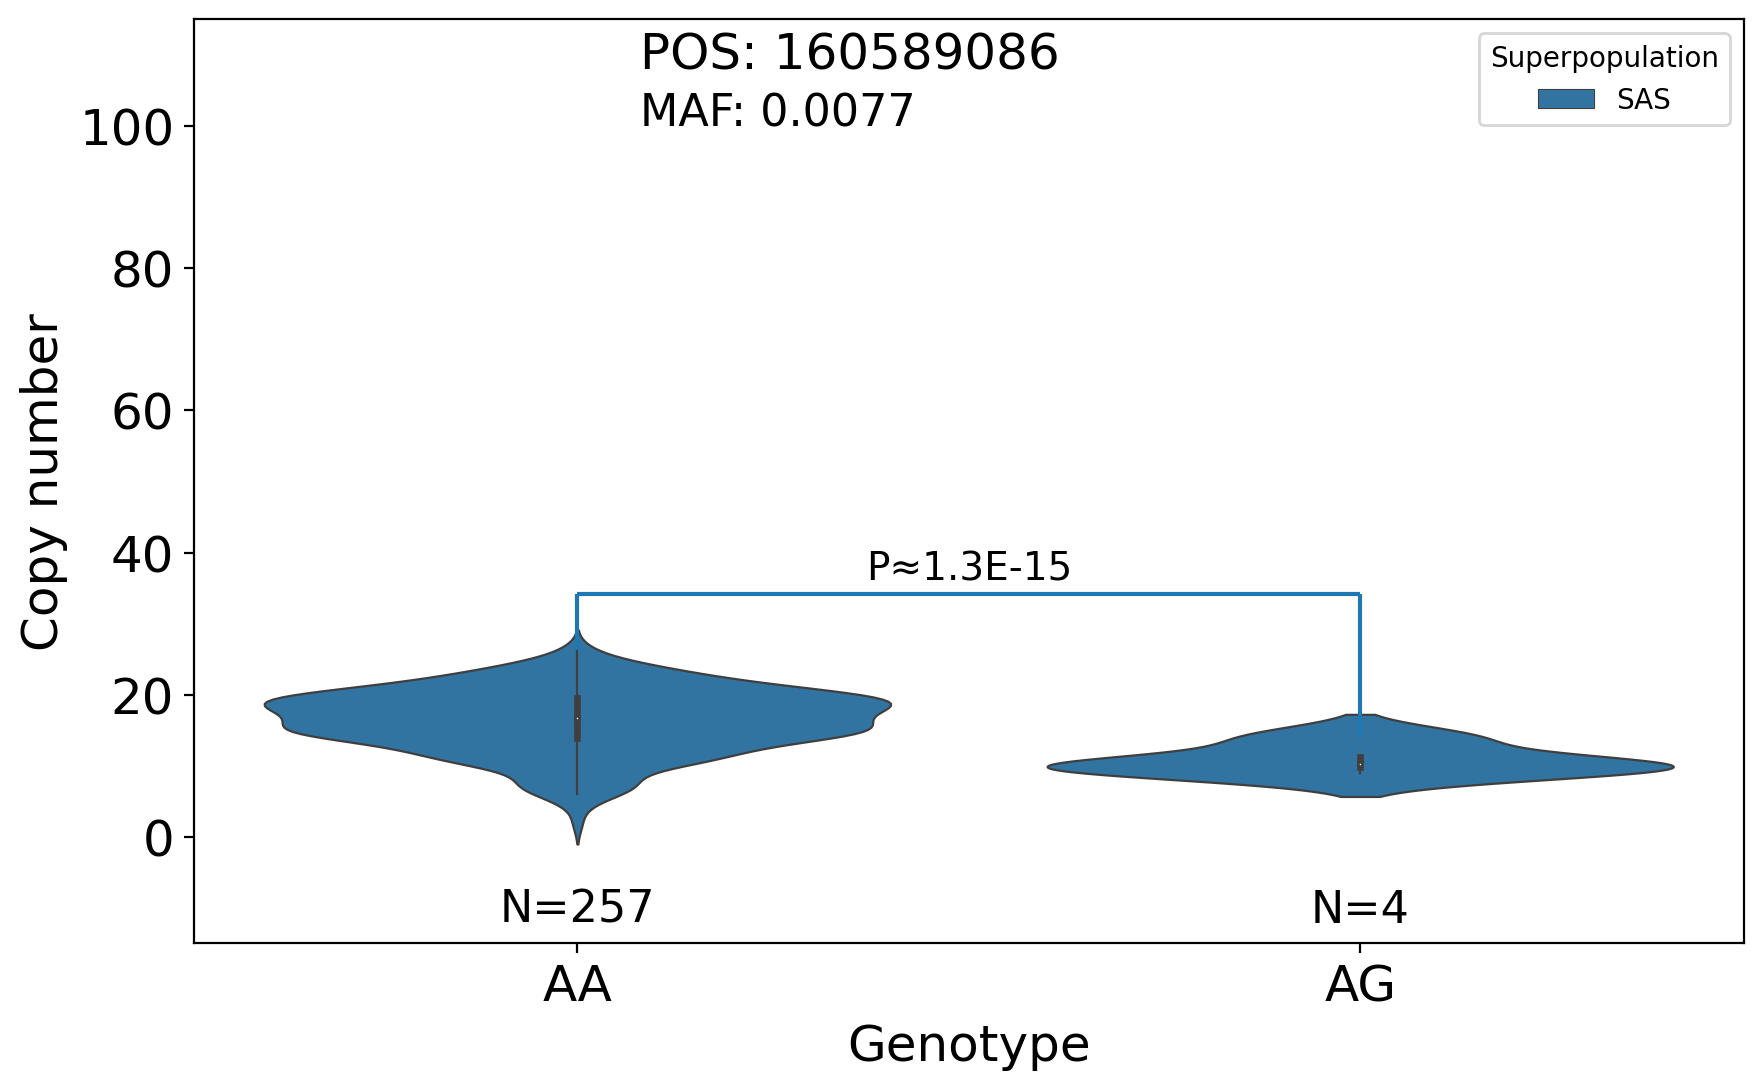 POS: 160589086
MAF: 0.0077
Superpopulation
SAS
Copy number
100
80
60
40
20
0
P≈1.3E-15
N=257
N=4
AA
AG
Genotype